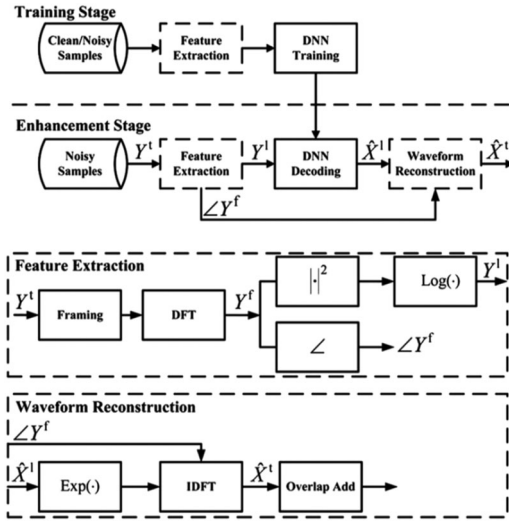 Training Stage
Clean/Noisy
Samples
Feature
Extraction
DNN
Training
Enhancement Stage
Noisy
Samples
Yᵗ
Feature
Extraction
Yˡ
DNN
Decoding
X̂ˡ
Waveform
Reconstruction
X̂ᵗ
∠Yᶠ
Feature Extraction
Yᵗ
Framing
DFT
Yᶠ
|·|²
Log(·)
Yˡ
∠
∠Yᶠ
Waveform Reconstruction
∠Yᶠ
X̂ˡ
Exp(·)
IDFT
X̂ᵗ
Overlap Add